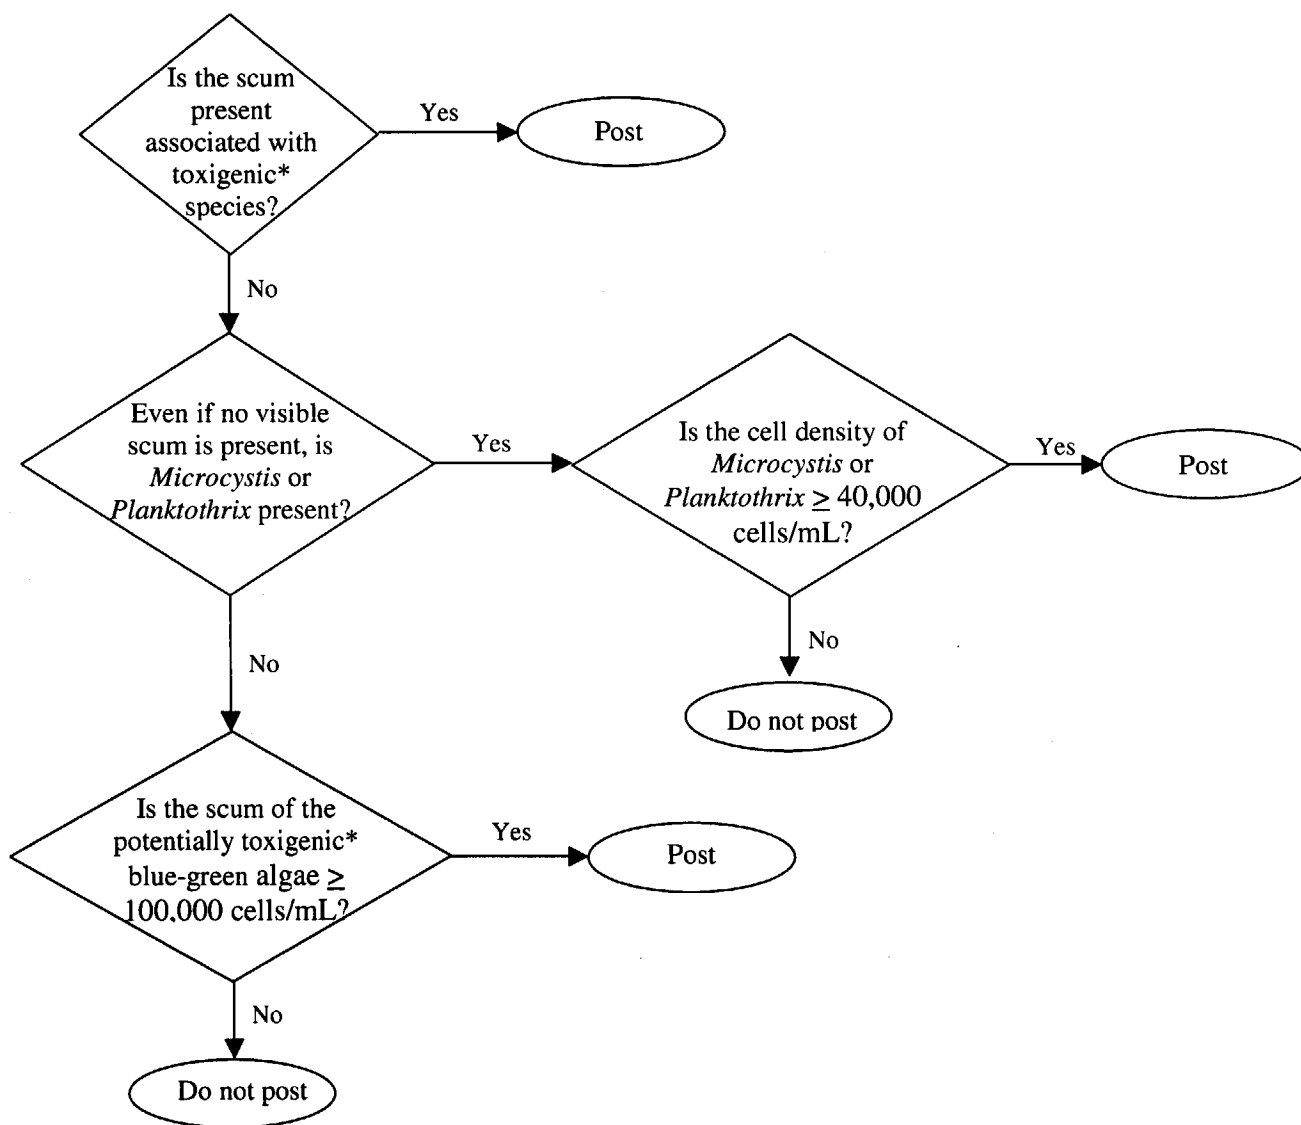 Is the scum
present
associated with
toxigenic*
species?
Yes
Post
No
Even if no visible
scum is present, is
Microcystis or
Planktothrix present?
Yes
Is the cell density of
Microcystis or
Planktothrix ≥ 40,000
cells/mL?
Yes
Post
No
Do not post
No
Is the scum of the
potentially toxigenic*
blue-green algae ≥
100,000 cells/mL?
Yes
Post
No
Do not post